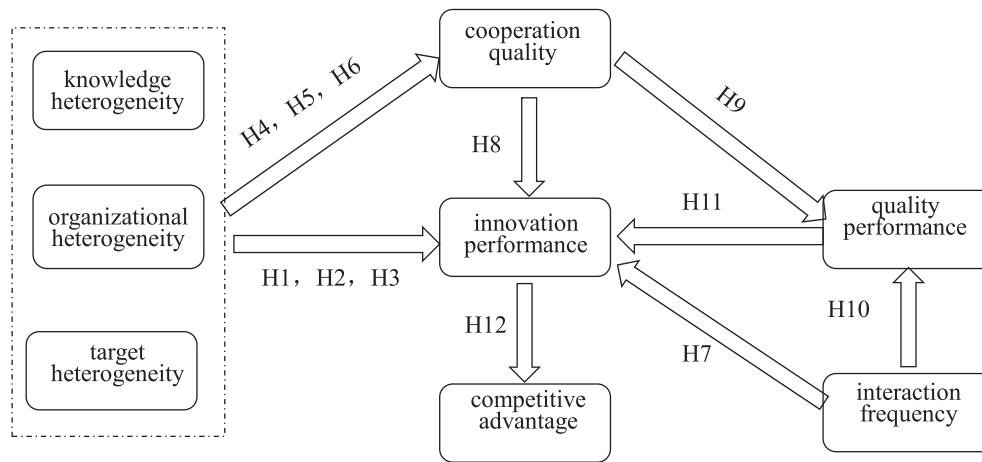 cooperation
quality
knowledge
heterogeneity
H4，H5，H6
H9
H8
organizational
heterogeneity
innovation
performance
H11
quality
performance
H1，H2，H3
H12
H10
H7
target
heterogeneity
competitive
advantage
interaction
frequency